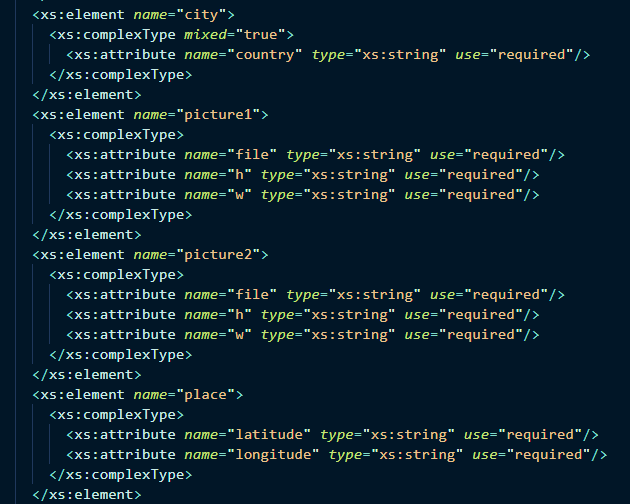 <xs:element name="city">
<xs:complexType mixed="true">
<xs:attribute name="country" type="xs:string" use="required"/>
</xs:complexType>
</xs:element>
<xs:element name="picture1">
<xs:complexType>
<xs:attribute name="file" type="xs:string" use="required"/>
<xs:attribute name="h" type="xs:string" use="required"/>
<xs:attribute name="w" type="xs:string" use="required"/>
</xs:complexType>
</xs:element>
<xs:element name="picture2">
<xs:complexType>
<xs:attribute name="file" type="xs:string" use="required"/>
<xs:attribute name="h" type="xs:string" use="required"/>
<xs:attribute name="w" type="xs:string" use="required"/>
</xs:complexType>
</xs:element>
<xs:element name="place">
<xs:complexType>
<xs:attribute name="latitude" type="xs:string" use="required"/>
<xs:attribute name="longitude" type="xs:string" use="required"/>
</xs:complexType>
</xs:element>